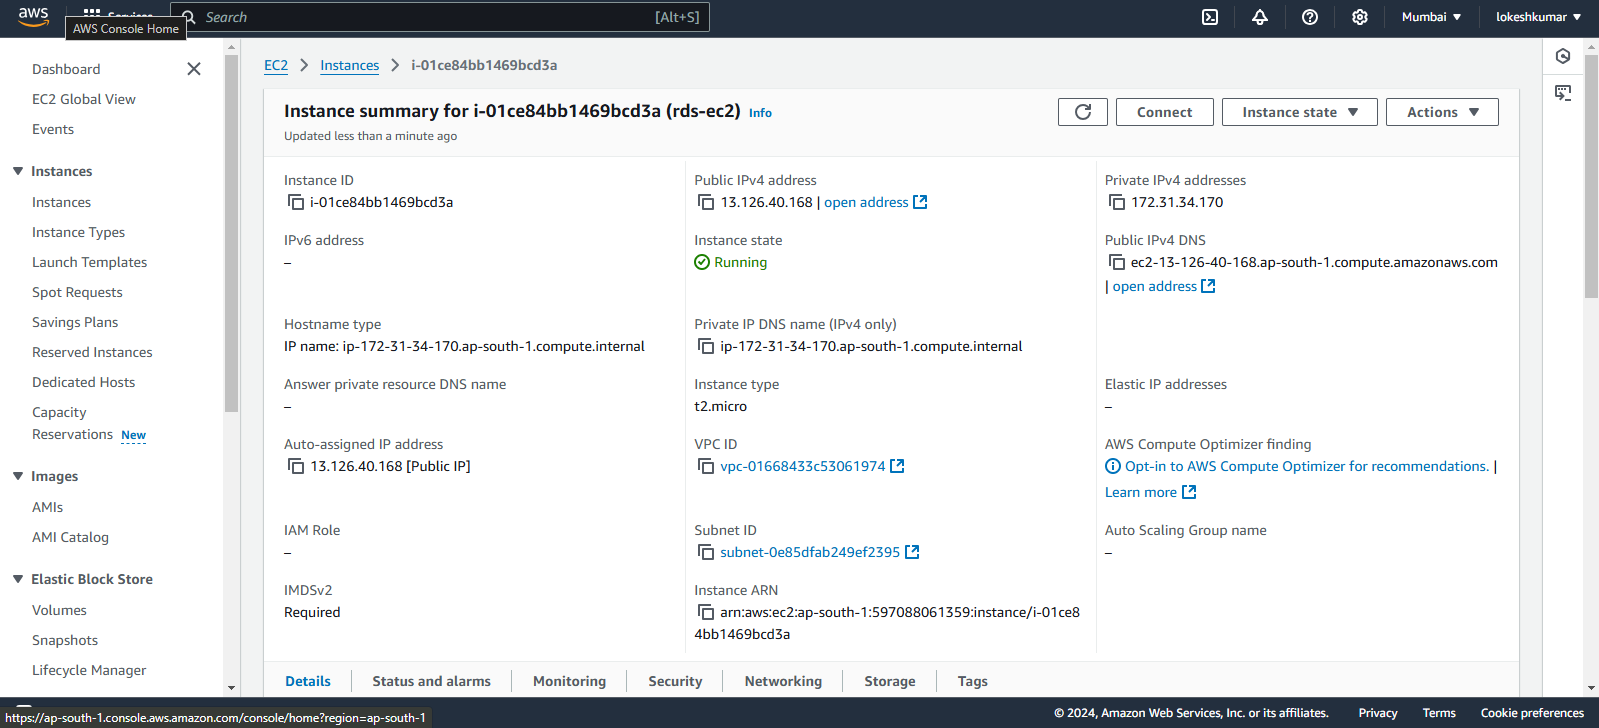 aws
Services
Search
[Alt+S]
Mumbai
lokeshkumar
AWS Console Home
Dashboard
EC2 Global View
Events
Instances
Instances
Instance Types
Launch Templates
Spot Requests
Savings Plans
Reserved Instances
Dedicated Hosts
Capacity
Reservations New
Images
AMIs
AMI Catalog
Elastic Block Store
Volumes
Snapshots
Lifecycle Manager
EC2 > Instances > i-01ce84bb1469bcd3a
Instance summary for i-01ce84bb1469bcd3a (rds-ec2) Info
Updated less than a minute ago
Connect
Instance state
Actions
Instance ID
i-01ce84bb1469bcd3a
Public IPv4 address
13.126.40.168 | open address
Private IPv4 addresses
172.31.34.170
IPv6 address
–
Instance state
Running
Public IPv4 DNS
ec2-13-126-40-168.ap-south-1.compute.amazonaws.com
| open address
Hostname type
IP name: ip-172-31-34-170.ap-south-1.compute.internal
Private IP DNS name (IPv4 only)
ip-172-31-34-170.ap-south-1.compute.internal
Answer private resource DNS name
–
Instance type
t2.micro
Elastic IP addresses
–
Auto-assigned IP address
13.126.40.168 [Public IP]
VPC ID
vpc-01668433c53061974
AWS Compute Optimizer finding
Opt-in to AWS Compute Optimizer for recommendations. |
Learn more
IAM Role
–
Subnet ID
subnet-0e85dfab249ef2395
Auto Scaling Group name
–
IMDSv2
Required
Instance ARN
arn:aws:ec2:ap-south-1:597088061359:instance/i-01ce8
4bb1469bcd3a
Details
Status and alarms
Monitoring
Security
Networking
Storage
Tags
https://ap-south-1.console.aws.amazon.com/console/home?region=ap-south-1
© 2024, Amazon Web Services, Inc. or its affiliates.
Privacy
Terms
Cookie preferences